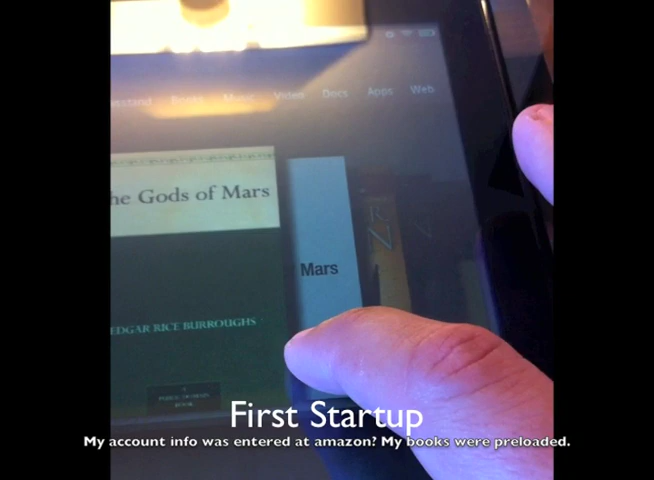 Books Music Video Docs Apps Web
The Gods of Mars
EDGAR RICE BURROUGHS
Mars
First Startup
My account info was entered at amazon? My books were preloaded.